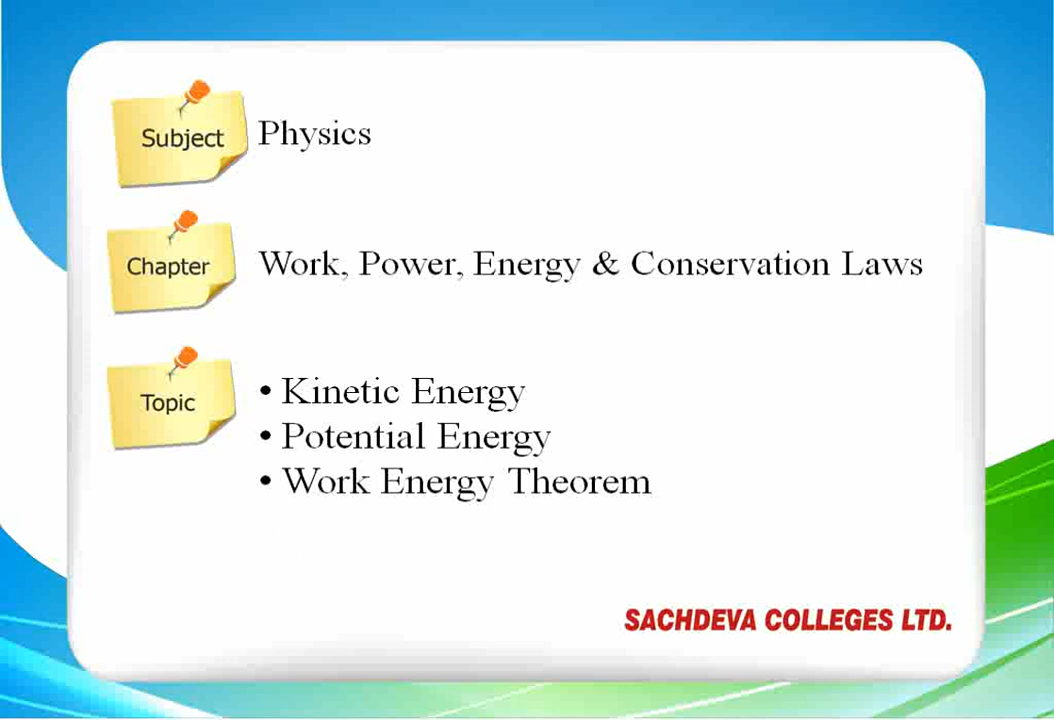 Subject Physics
Chapter Work, Power, Energy & Conservation Laws
Topic • Kinetic Energy
• Potential Energy
• Work Energy Theorem
SACHDEVA COLLEGES LTD.